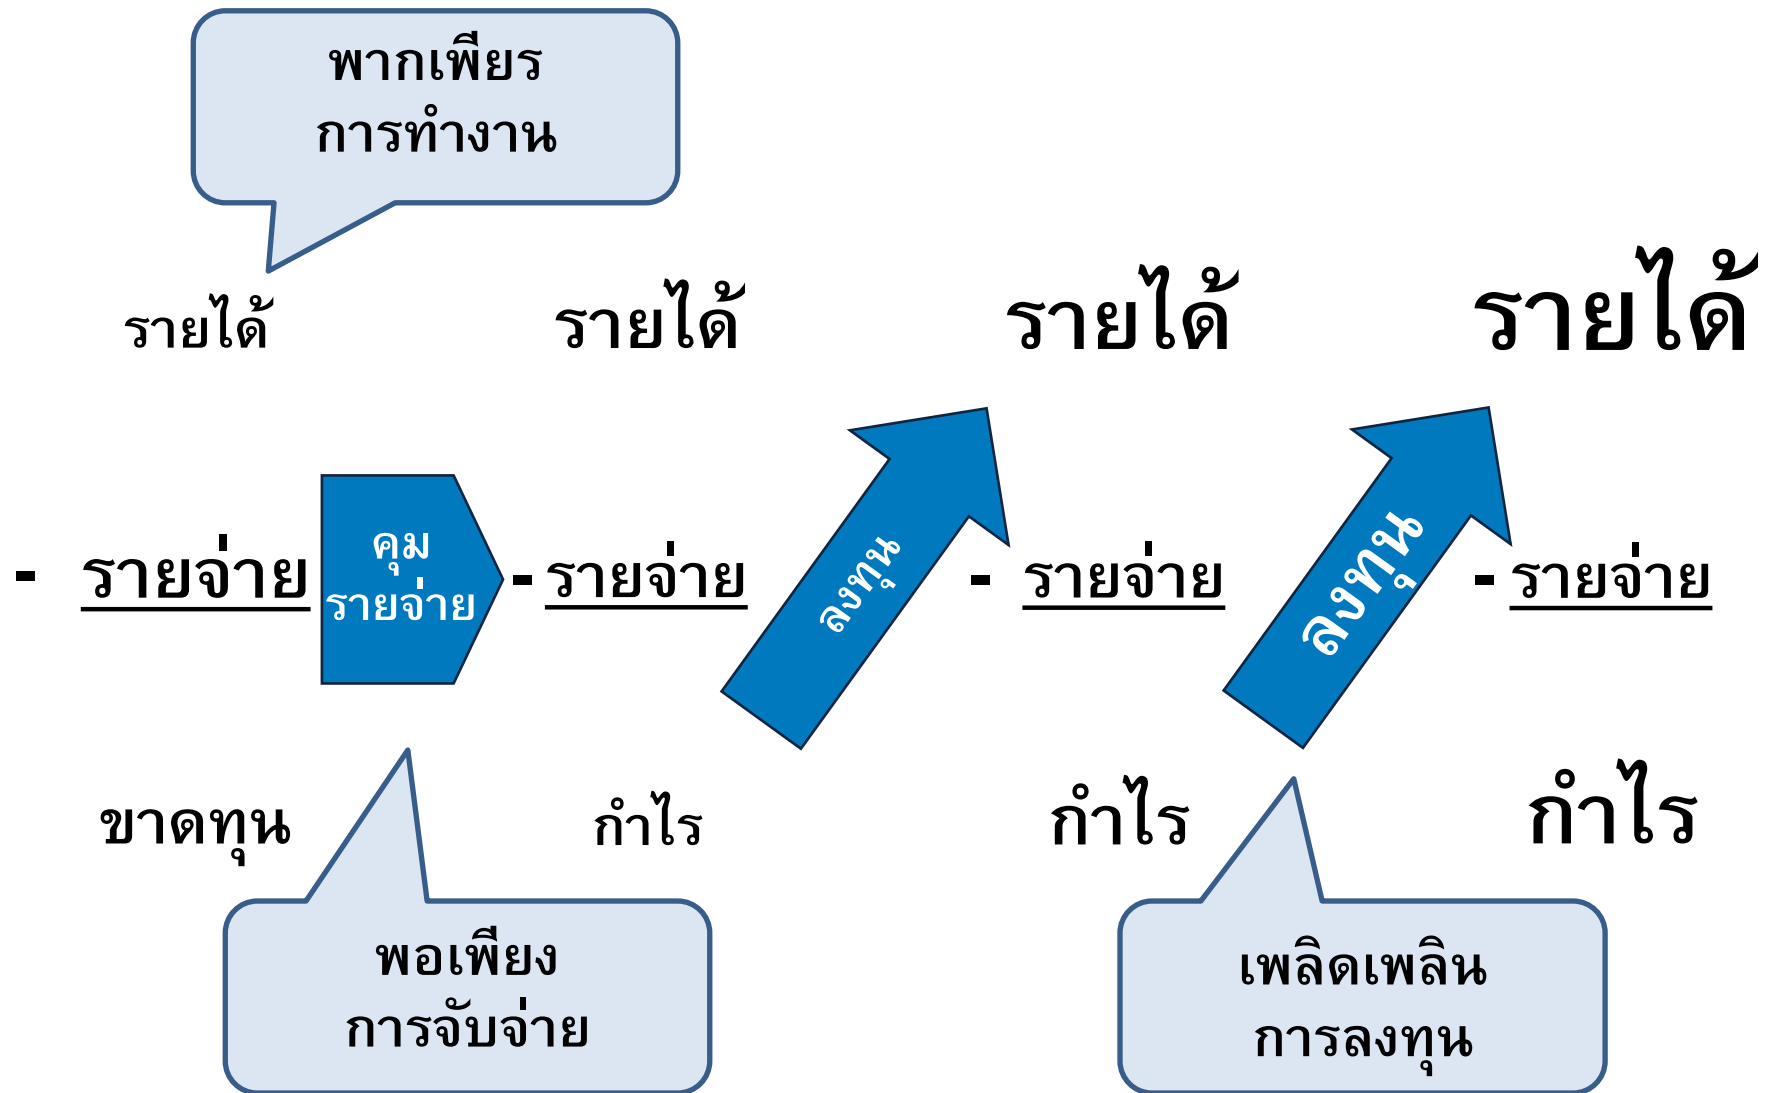 พากเพียร
การทำงาน
รายได้ รายได้ รายได้ รายได้
- รายจ่าย - รายจ่าย - รายจ่าย - รายจ่าย
คุม
รายจ่าย
ลงทุน
ลงทุน
ขาดทุน กำไร กำไร กำไร
พอเพียง
การจับจ่าย
เพลิดเพลิน
การลงทุน